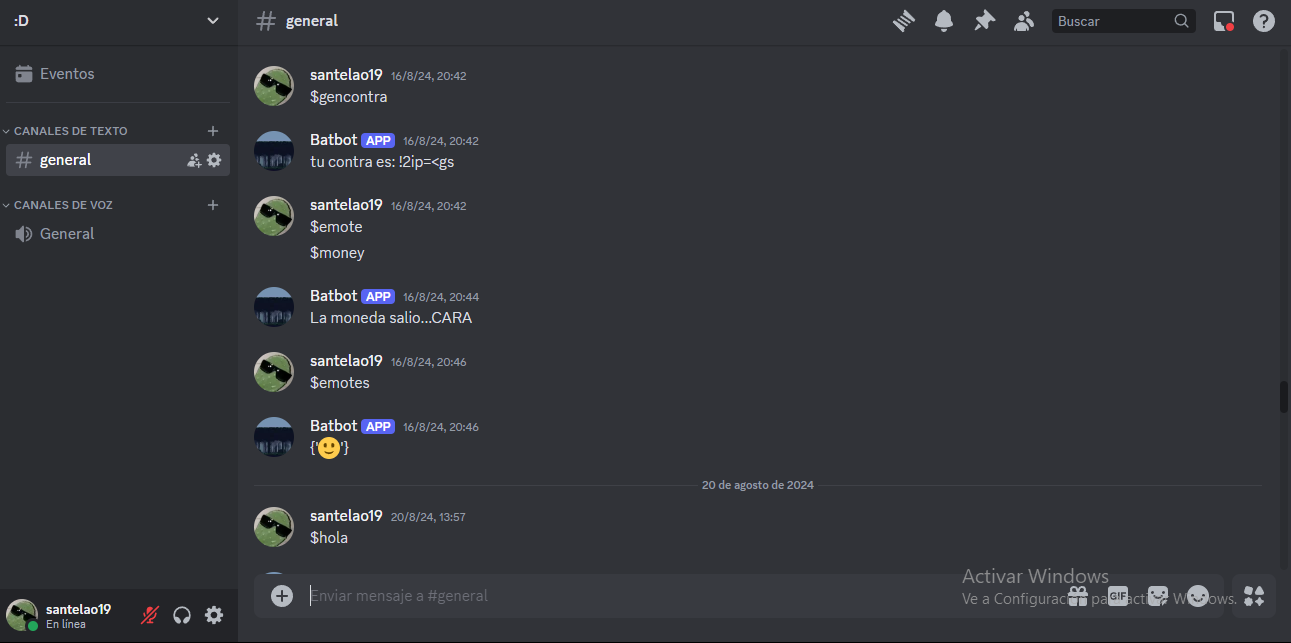 :D
general
Buscar
Eventos
CANALES DE TEXTO
general
CANALES DE VOZ
General
santelao19 16/8/24, 20:42
$gencontra
Batbot APP 16/8/24, 20:42
tu contra es: !2ip=<gs
santelao19 16/8/24, 20:42
$emote
$money
Batbot APP 16/8/24, 20:44
La moneda salio...CARA
santelao19 16/8/24, 20:46
$emotes
Batbot APP 16/8/24, 20:46
{'🙂'}
20 de agosto de 2024
santelao19 20/8/24, 13:57
$hola
Enviar mensaje a #general
GIF
Activar Windows
Ve a Configuración para activar Windows.
santelao19
En línea